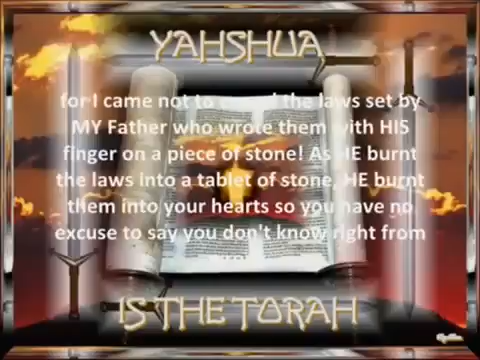 YAHSHUA
for I came not to the laws set by
MY Father who wrote them with HIS
finger on a piece of stone! As HE burnt
the laws into a tablet of stone, HE burnt
them into your hearts so you have no
excuse to say you don't know right from
IS THE TORAH